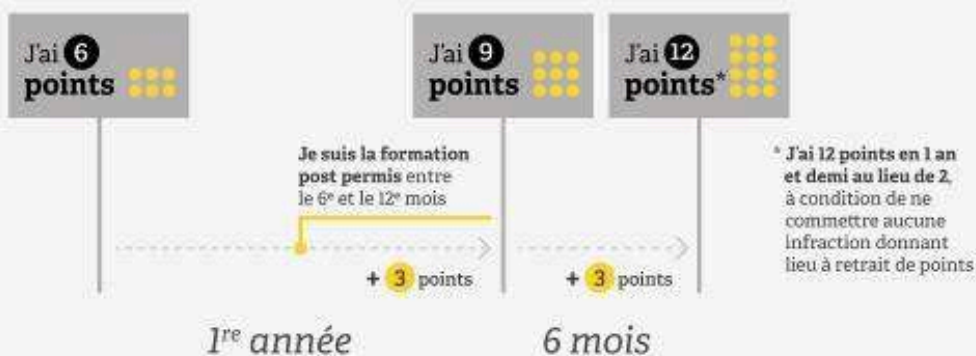 J'ai 6
points
J'ai 9
points
J'ai 12
points*
Je suis la formation
post permis entre
le 6e et le 12e mois
* J'ai 12 points en 1 an
et demi au lieu de 2,
à condition de ne
commettre aucune
infraction donnant
lieu à retrait de points
+ 3 points
+ 3 points
1re année
6 mois